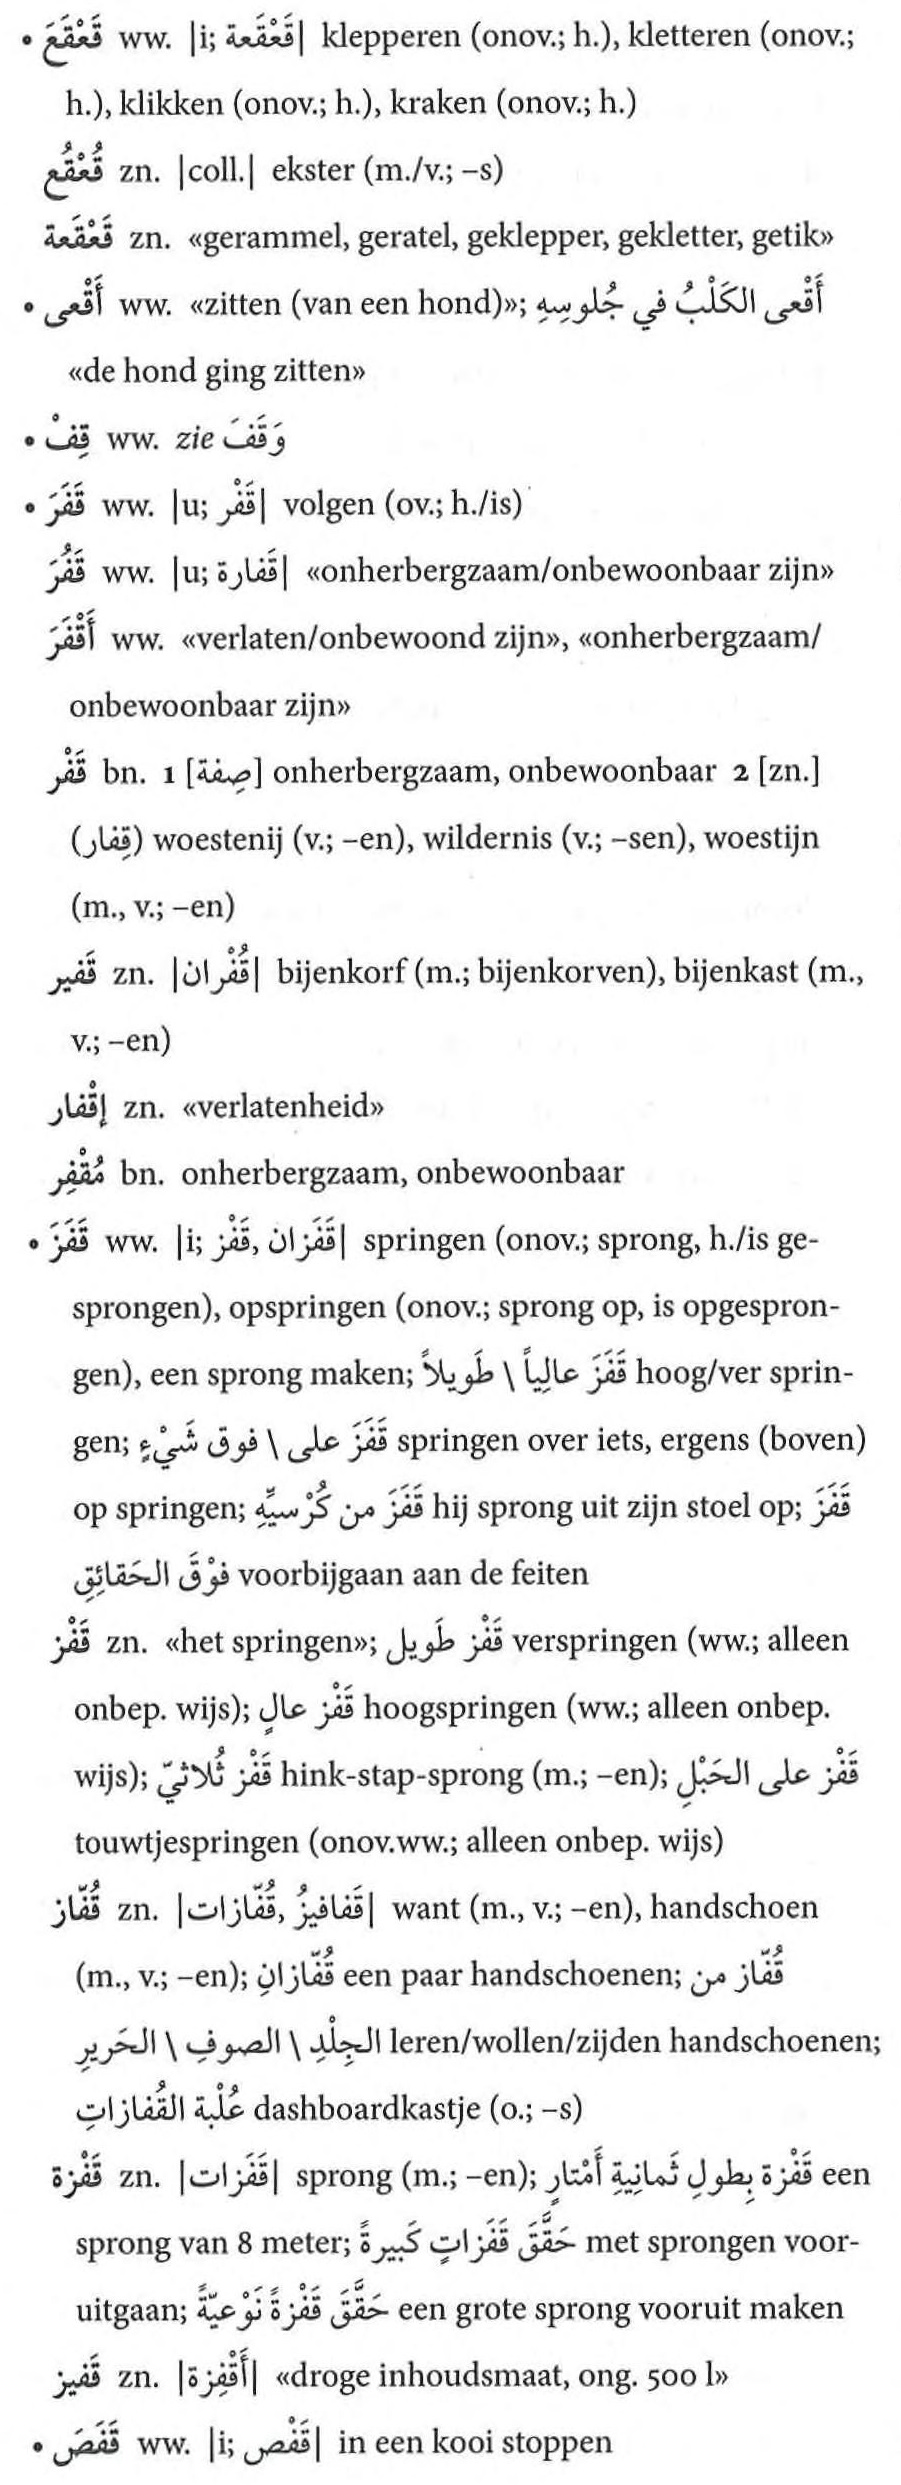 • قَعْقَعَ ww. |i; قَعْقَعة| klepperen (onov.; h.), kletteren (onov.;
h.), klikken (onov.; h.), kraken (onov.; h.)
قُعْقُع zn. |coll.| ekster (m./v.; –s)
قَعْقَعة zn. «gerammel, geratel, geklepper, gekletter, getik»
• أَقْعى ww. «zitten (van een hond)»; أَقْعى الكَلْبُ في جُلوسِهِ
«de hond ging zitten»
• قِفْ ww. zie وَقَفَ
• قَفَرَ ww. |u; قَفْر| volgen (ov.; h./is)
قَفُرَ ww. |u; قَفارة| «onherbergzaam/onbewoonbaar zijn»
أَقْفَرَ ww. «verlaten/onbewoond zijn», «onherbergzaam/
onbewoonbaar zijn»
قَفْر bn. 1 [صِفة] onherbergzaam, onbewoonbaar 2 [zn.]
(قِفار) woestenij (v.; –en), wildernis (v.; –sen), woestijn
(m., v.; –en)
قَفير zn. |قُفْران| bijenkorf (m.; bijenkorven), bijenkast (m.,
v.; –en)
إقْفار zn. «verlatenheid»
مُقْفِر bn. onherbergzaam, onbewoonbaar
• قَفَزَ ww. |i; قَفْز, قَفَزان| springen (onov.; sprong, h./is ge-
sprongen), opspringen (onov.; sprong op, is opgespron-
gen), een sprong maken; قَفَزَ عالِياً \ طَويلاً hoog/ver sprin-
gen; قَفَزَ على \ فوق شَيْءٍ springen over iets, ergens (boven)
op springen; قَفَزَ من كُرْسيِّهِ hij sprong uit zijn stoel op; قَفَزَ
فوْقَ الحَقائِقِ voorbijgaan aan de feiten
قَفْز zn. «het springen»; قَفْز طَويل verspringen (ww.; alleen
onbep. wijs); قَفْز عالٍ hoogspringen (ww.; alleen onbep.
wijs); قَفْز ثُلاثيّ hink-stap-sprong (m.; –en); قَفْز على الحَبْلِ
touwtjespringen (onov.ww.; alleen onbep. wijs)
قُفّاز zn. |قَفافيزُ, قُفّازات| want (m., v.; –en), handschoen
(m., v.; –en); قُفّازانِ een paar handschoenen; قُفّاز من
الجِلْدِ \ الصوفِ \ الحَريرِ leren/wollen/zijden handschoenen;
عُلْبة القُفازاتِ dashboardkastje (o.; –s)
قَفْزة zn. |قَفَزات| sprong (m.; –en); قَفْزة بِطولِ ثَمانِيةِ أَمْتارٍ een
sprong van 8 meter; حَقَّقَ قَفَزاتٍ كَبيرةً met sprongen voor-
uitgaan; حَقَّقَ قَفْزةً نَوْعيّةً een grote sprong vooruit maken
قَفيز zn. |أَقْفِزة| «droge inhoudsmaat, ong. 500 l»
• قَفَصَ ww. |i; قَفْص| in een kooi stoppen